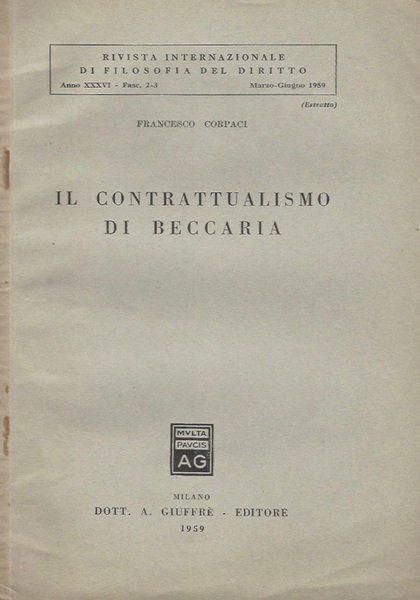 RIVISTA INTERNAZIONALE
DI FILOSOFIA DEL DIRITTO
Anno XXXVI - Fasc. 2-3 Marzo-Giugno 1959
(Estratto)
FRANCESCO CORPACI
IL CONTRATTUALISMO
DI BECCARIA
MVLTA
PAVCIS
AG
MILANO
DOTT. A. GIUFFRÈ - EDITORE
1959